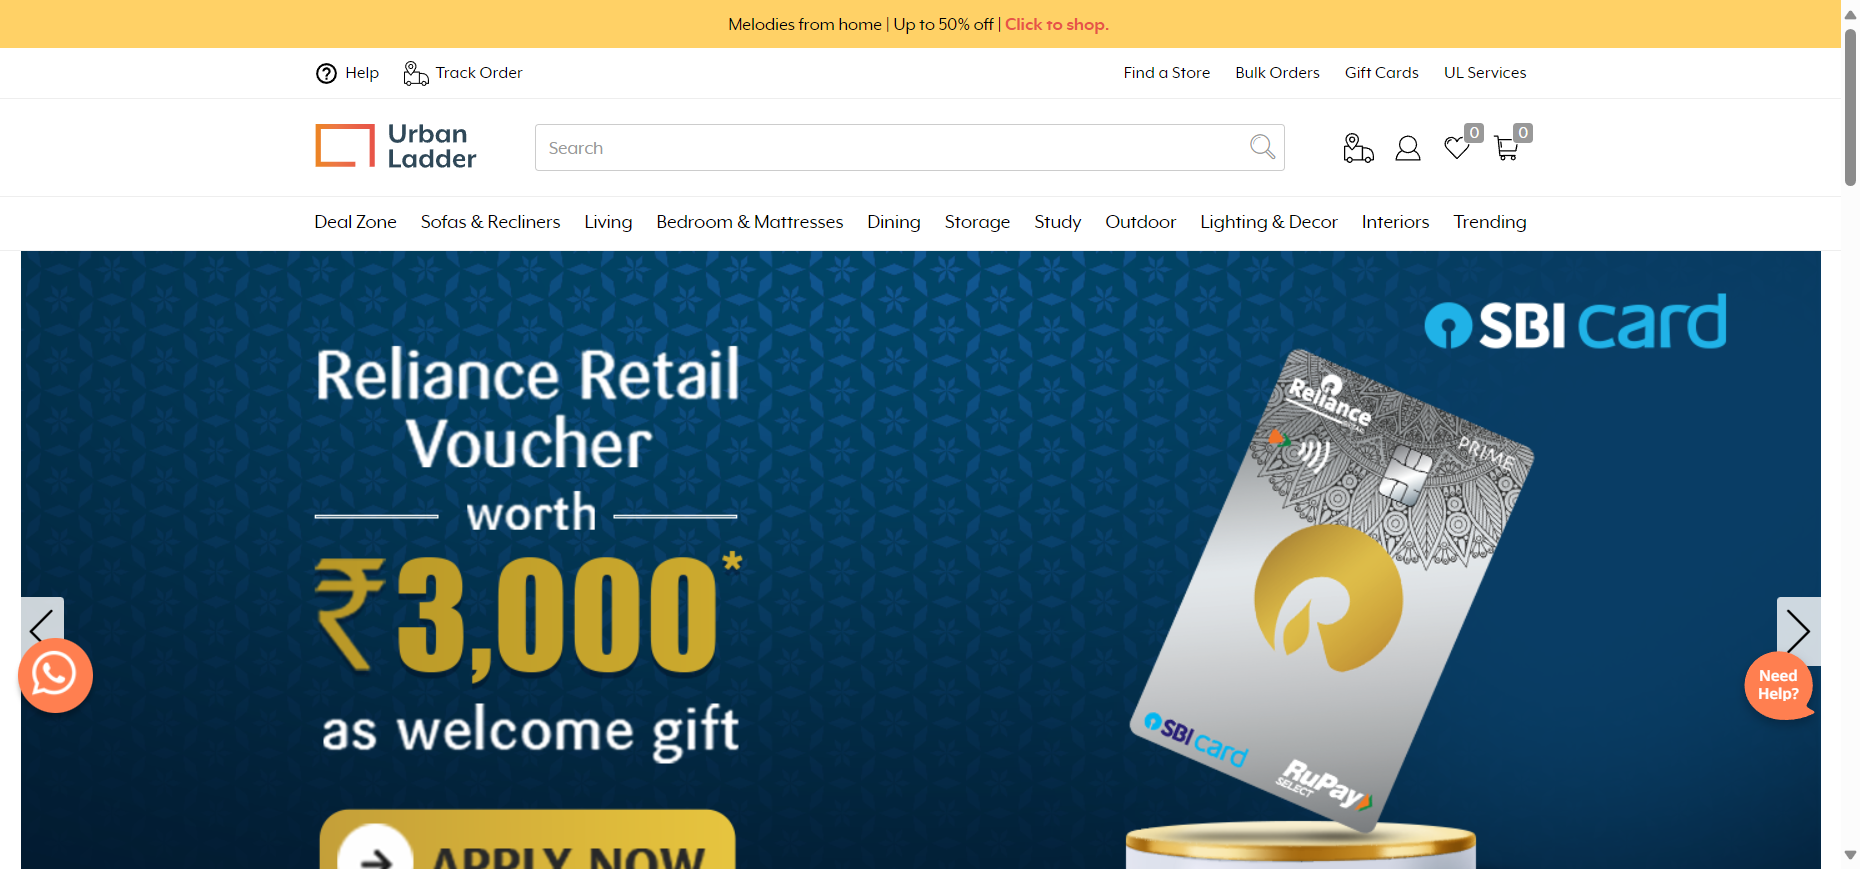 Melodies from home | Up to 50% off | Click to shop.
Help
Track Order
Find a Store
Bulk Orders
Gift Cards
UL Services
Urban
Ladder
Search
0
0
Deal Zone
Sofas & Recliners
Living
Bedroom & Mattresses
Dining
Storage
Study
Outdoor
Lighting & Decor
Interiors
Trending
SBI card
Reliance Retail
Voucher
worth
₹3,000*
as welcome gift
APPLY NOW
Reliance
RETAIL
PRIME
SBI card
RuPay
SELECT
Need
Help?